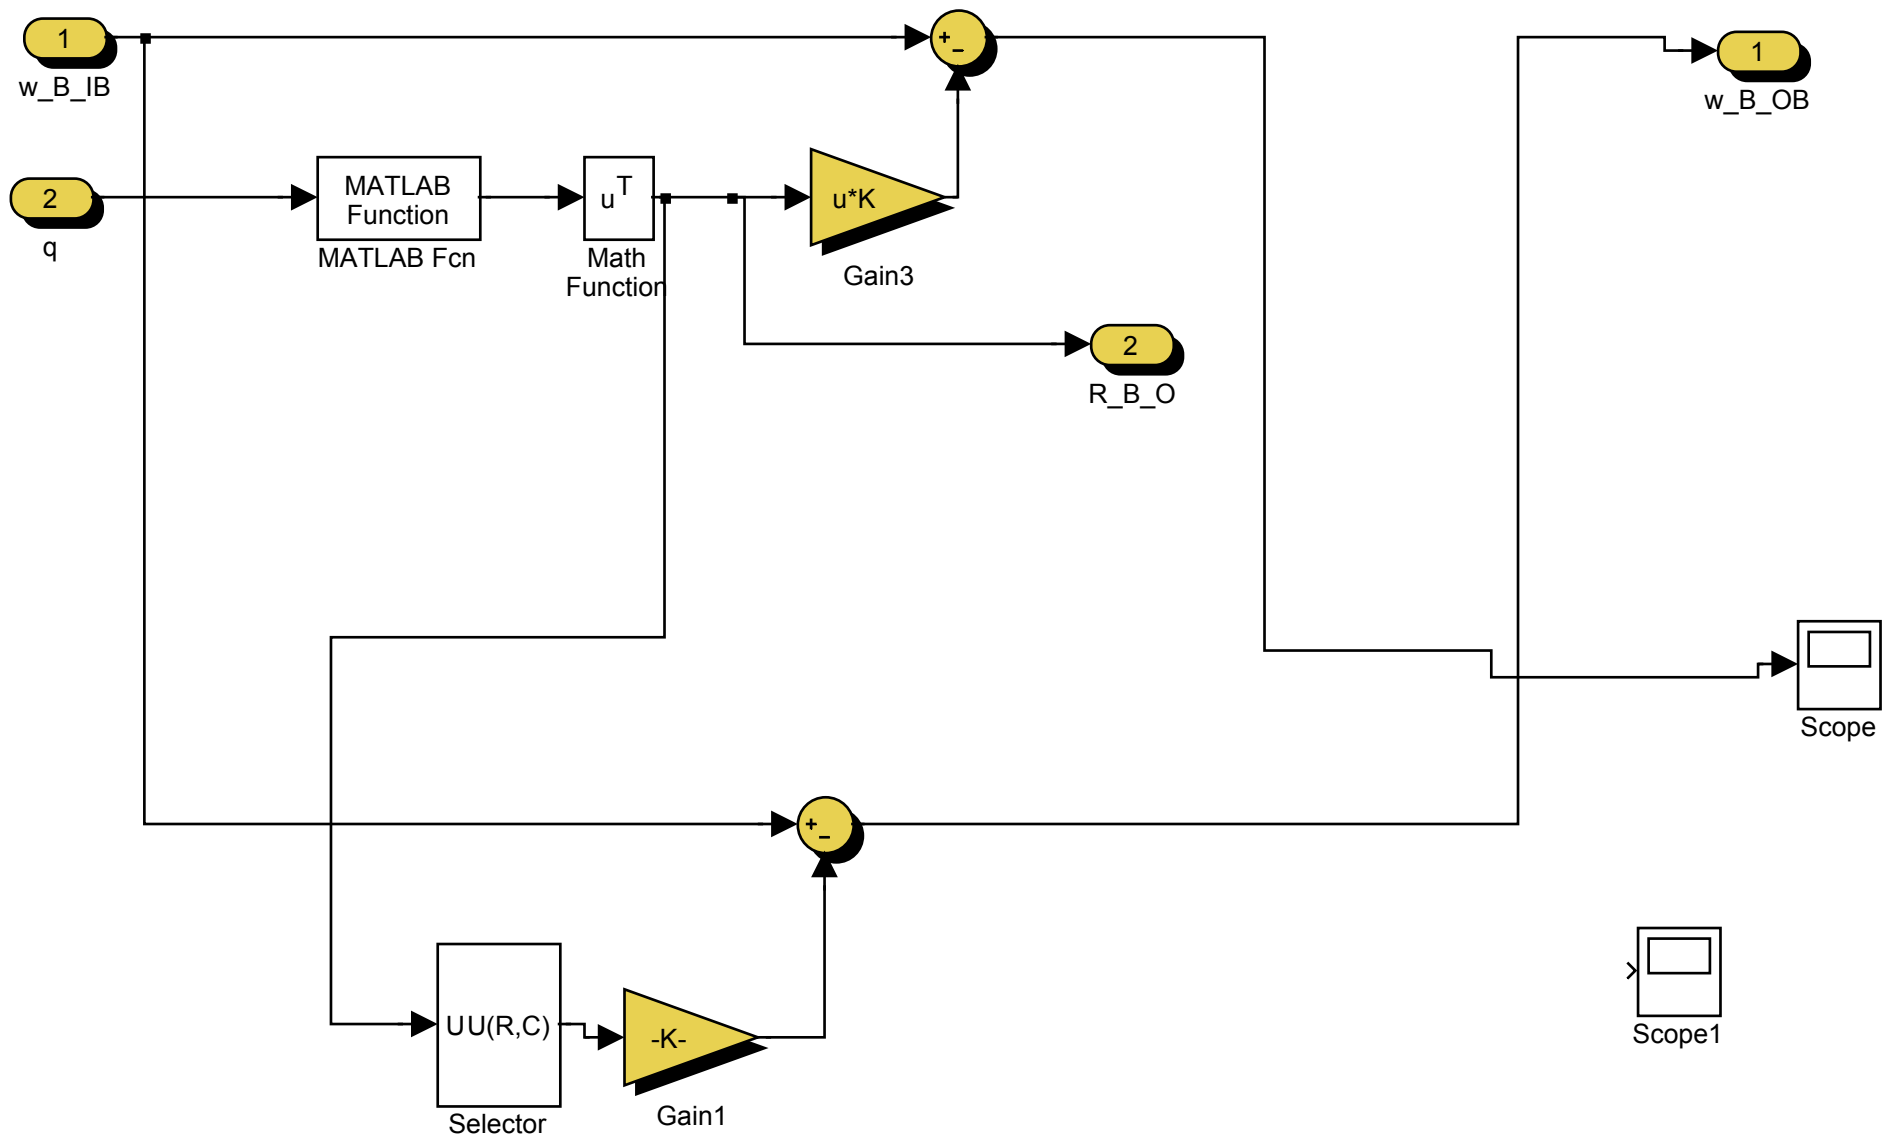 1
w_B_IB
+
−
1
w_B_OB
2
q
MATLAB
Function
MATLAB Fcn
uT
Math
Function
u*K
Gain3
2
R_B_O
Scope
+
−
UU(R,C)
Selector
-K-
Gain1
Scope1